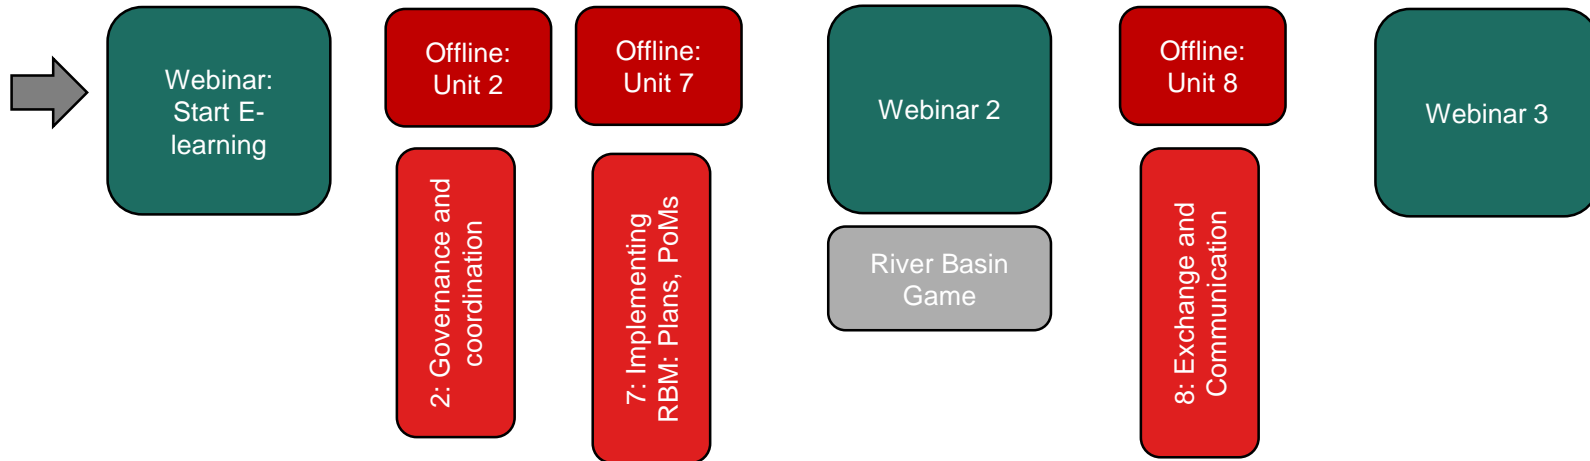 Webinar:
Start E-
learning
Offline:
Unit 2
2: Governance and
coordination
Offline:
Unit 7
7: Implementing
RBM: Plans, PoMs
Webinar 2
River Basin
Game
Offline:
Unit 8
8: Exchange and
Communication
Webinar 3